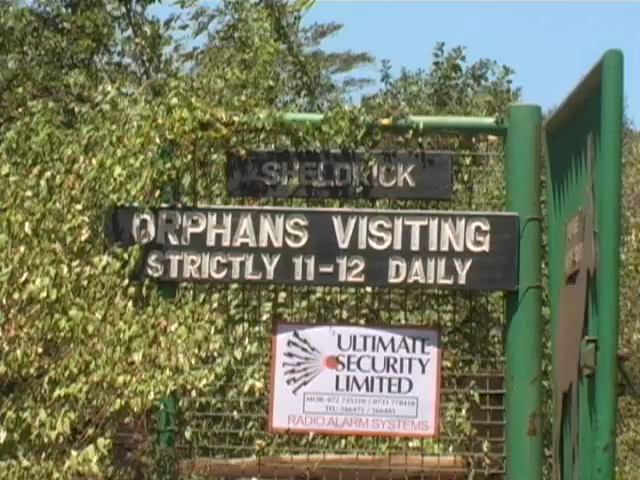 SHELDRICK
ORPHANS VISITING
STRICTLY 11-12 DAILY
ULTIMATE
SECURITY
LIMITED
RADIO ALARM SYSTEMS